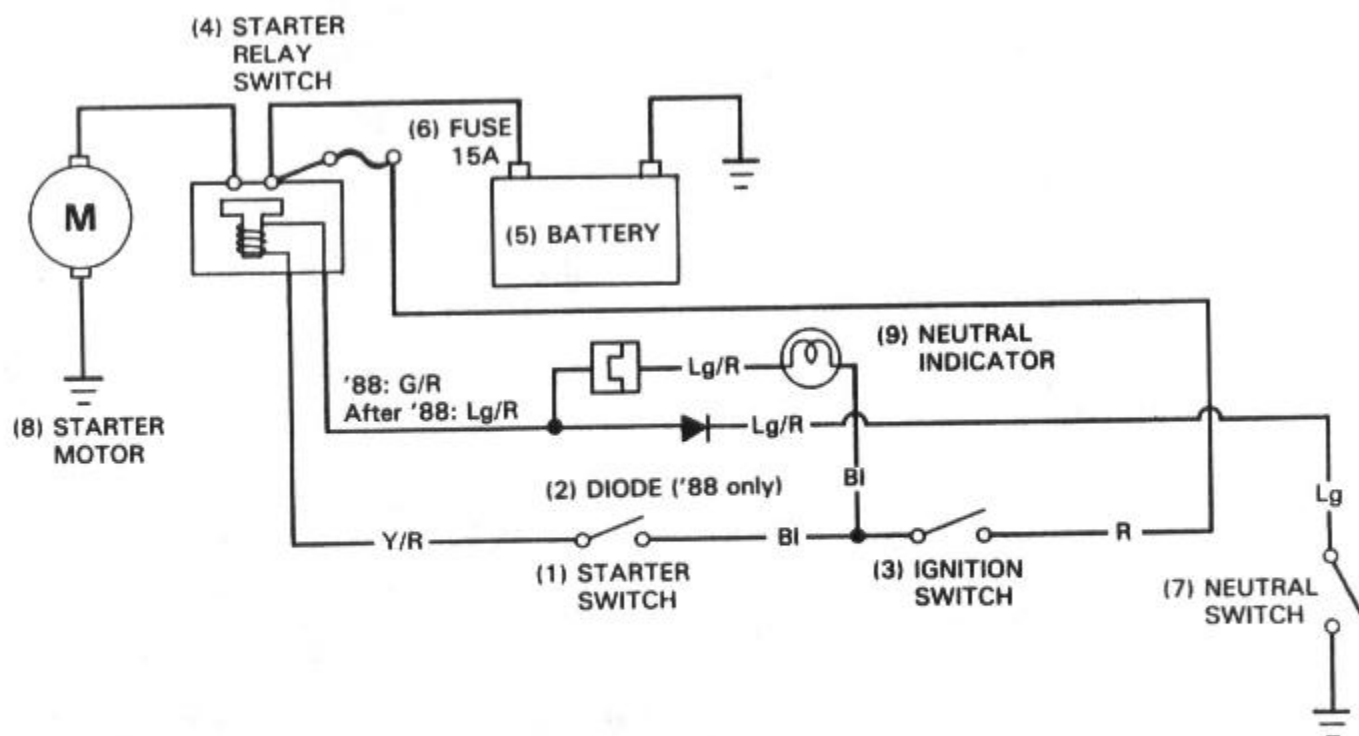 (4) STARTER
RELAY
SWITCH
(6) FUSE
15A
M
(5) BATTERY
(9) NEUTRAL
INDICATOR
Lg/R
'88: G/R
After '88: Lg/R
Lg/R
(8) STARTER
MOTOR
Bl
Lg
(2) DIODE ('88 only)
Y/R
Bl
R
(1) STARTER
SWITCH
(3) IGNITION
SWITCH
(7) NEUTRAL
SWITCH